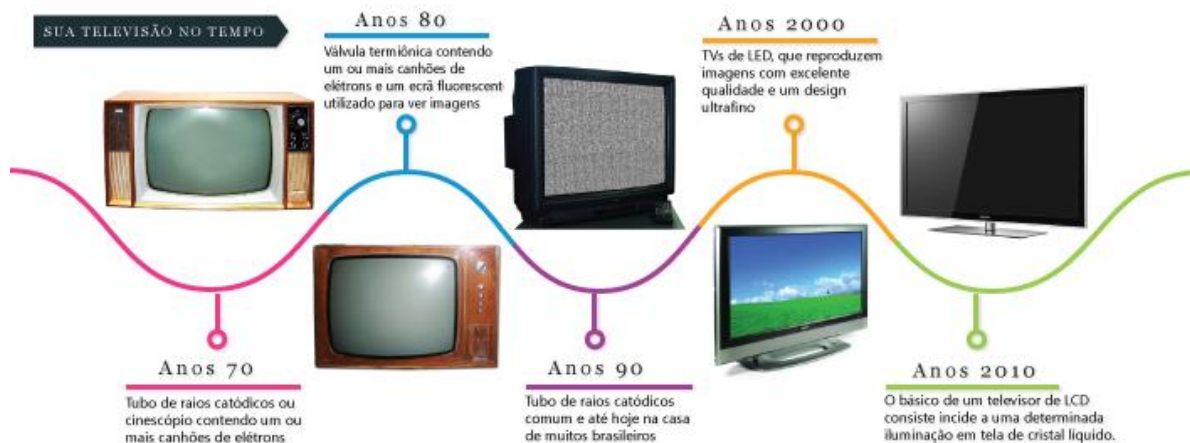 SUA TELEVISÃO NO TEMPO
Anos 80
Válvula termiônica contendo
um ou mais canhões de
elétrons e um ecrã fluorescent
utilizado para ver imagens
Anos 2000
TVs de LED, que reproduzem
imagens com excelente
qualidade e um design
ultrafino
Anos 70
Tubo de raios catódicos ou
cinescópio contendo um ou
mais canhões de elétrons
Anos 90
Tubo de raios catódicos
comum e até hoje na casa
de muitos brasileiros
Anos 2010
O básico de um televisor de LCD
consiste incide a uma determinada
iluminação em tela de cristal líquido.